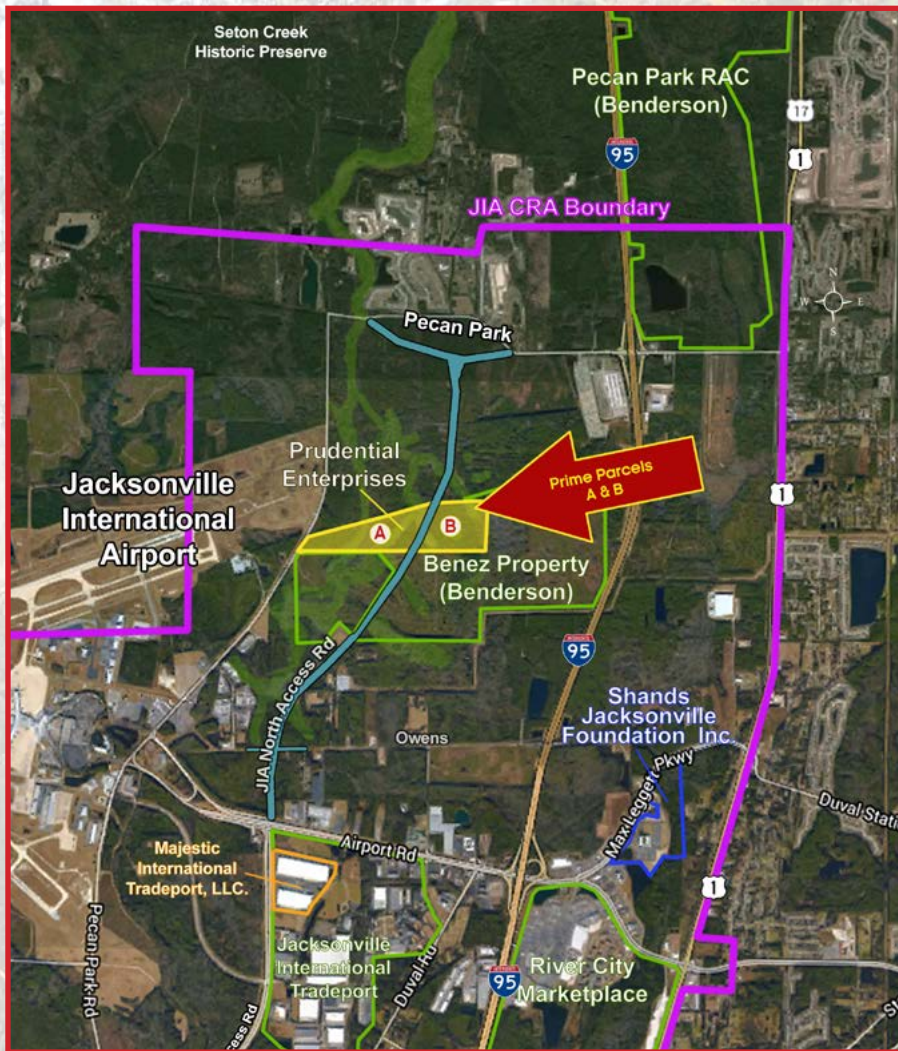 Seton Creek
Historic Preserve
Pecan Park RAC
(Benderson)
17
95
1
JIA CRA Boundary
N
W E
S
Pecan Park
Prudential
Enterprises
Prime Parcels
A & B
Jacksonville
International
Airport
A
B
1
Benez Property
(Benderson)
95
JIA North Access Rd
Shands
Jacksonville
Foundation Inc.
Owens
Max Leggett Pkwy
Duval Stati
Airport Rd
Majestic
International
Tradeport, LLC.
1
Pecan Park Rd
Jacksonville
International
Tradeport
Duval Rd
River City
Marketplace
95
cess Rd
St